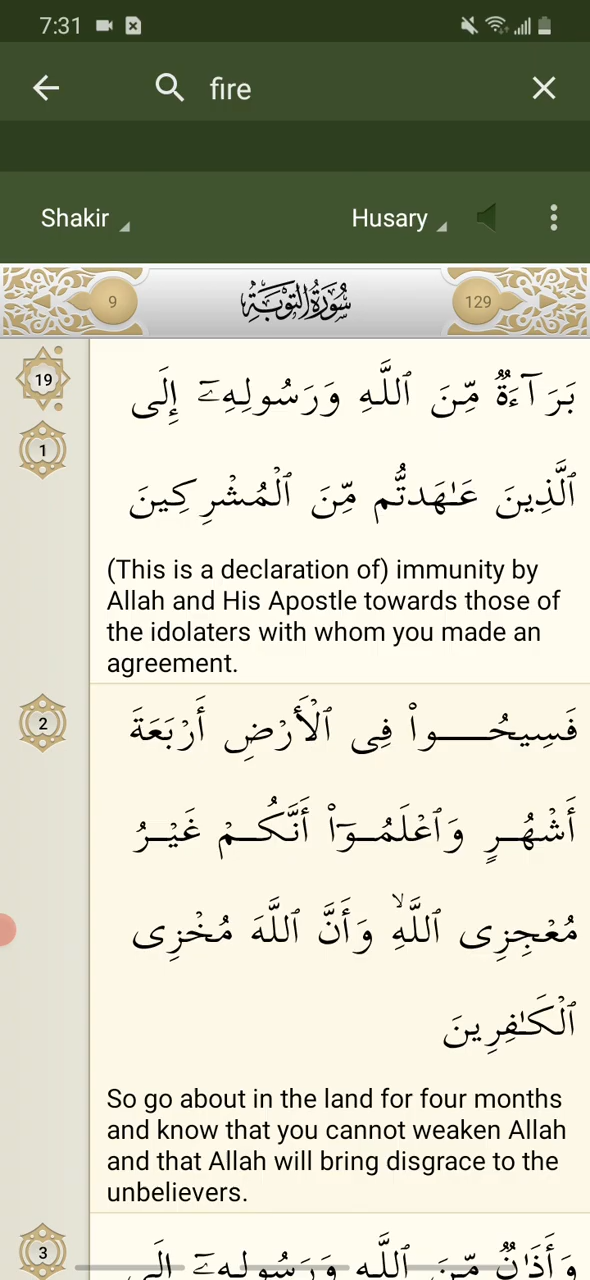 7:31
fire
Shakir
Husary
9
سُورَةُ التَّوْبَةِ
129
19
بَرَآءَةٌ مِّنَ ٱللَّهِ وَرَسُولِهِۦٓ إِلَى
1
ٱلَّذِينَ عَـٰهَدتُّم مِّنَ ٱلْمُشْرِكِينَ
(This is a declaration of) immunity by
Allah and His Apostle towards those of
the idolaters with whom you made an
agreement.
2
فَسِيحُوا۟ فِى ٱلْأَرْضِ أَرْبَعَةَ
أَشْهُرٍ وَٱعْلَمُوٓا۟ أَنَّكُمْ غَيْرُ
مُعْجِزِى ٱللَّهِ ۙ وَأَنَّ ٱللَّهَ مُخْزِى
ٱلْكَـٰفِرِينَ
So go about in the land for four months
and know that you cannot weaken Allah
and that Allah will bring disgrace to the
unbelievers.
3
وَأَذَٰنٌ مِّنَ ٱللَّهِ وَرَسُولِهِۦٓ إِلَى